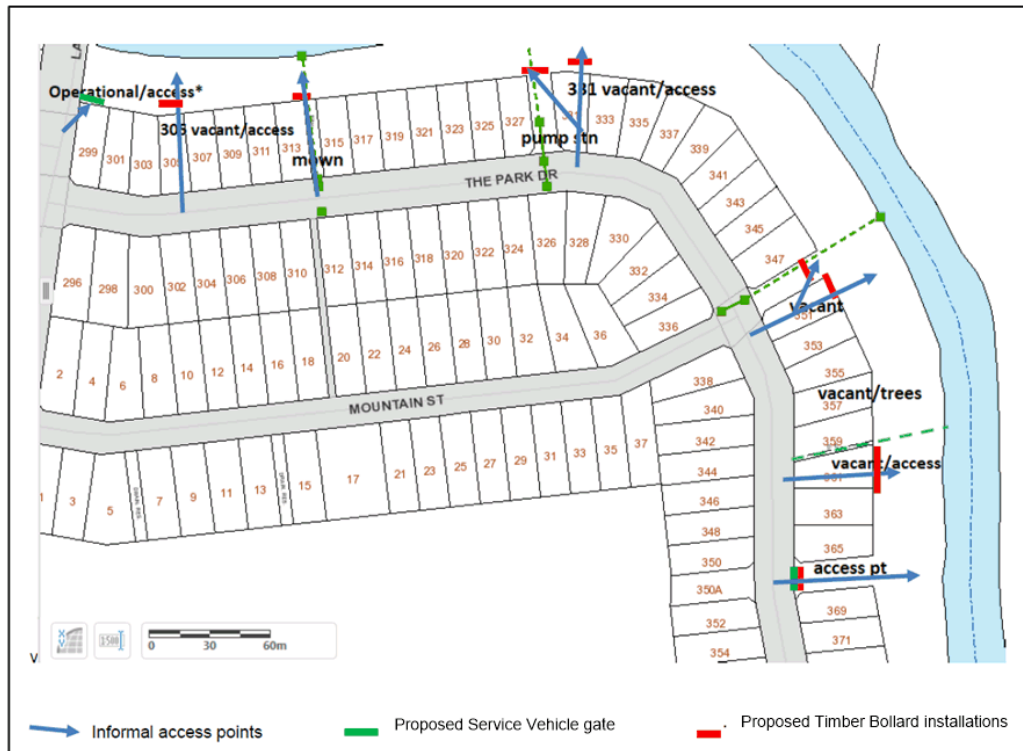 LA
Operational/access*
331 vacant/access
305 vacant/access
mown
pump stn
299 301 303 305 307 309 311 313 315 317 319 321 323 325 327 331 333 335 337 339 341 343 345 347
THE PARK DR
296 298 300 302 304 306 308 310 312 314 316 318 320 322 324 326 328 330 332 334 336
vacant
351
353
355
vacant/trees
357
359
vacant/access
361
363
365
access pt
369
371
2 4 6 8 10 12 14 16 18 20 22 24 26 28 30 32 34 36
MOUNTAIN ST
1 3 5 7 9 11 13 15 17 21 23 25 27 29 31 33 35 37
338
340
342
344
346
348
350
350A
352
354
0 30 60m
V
Informal access points
Proposed Service Vehicle gate
Proposed Timber Bollard installations